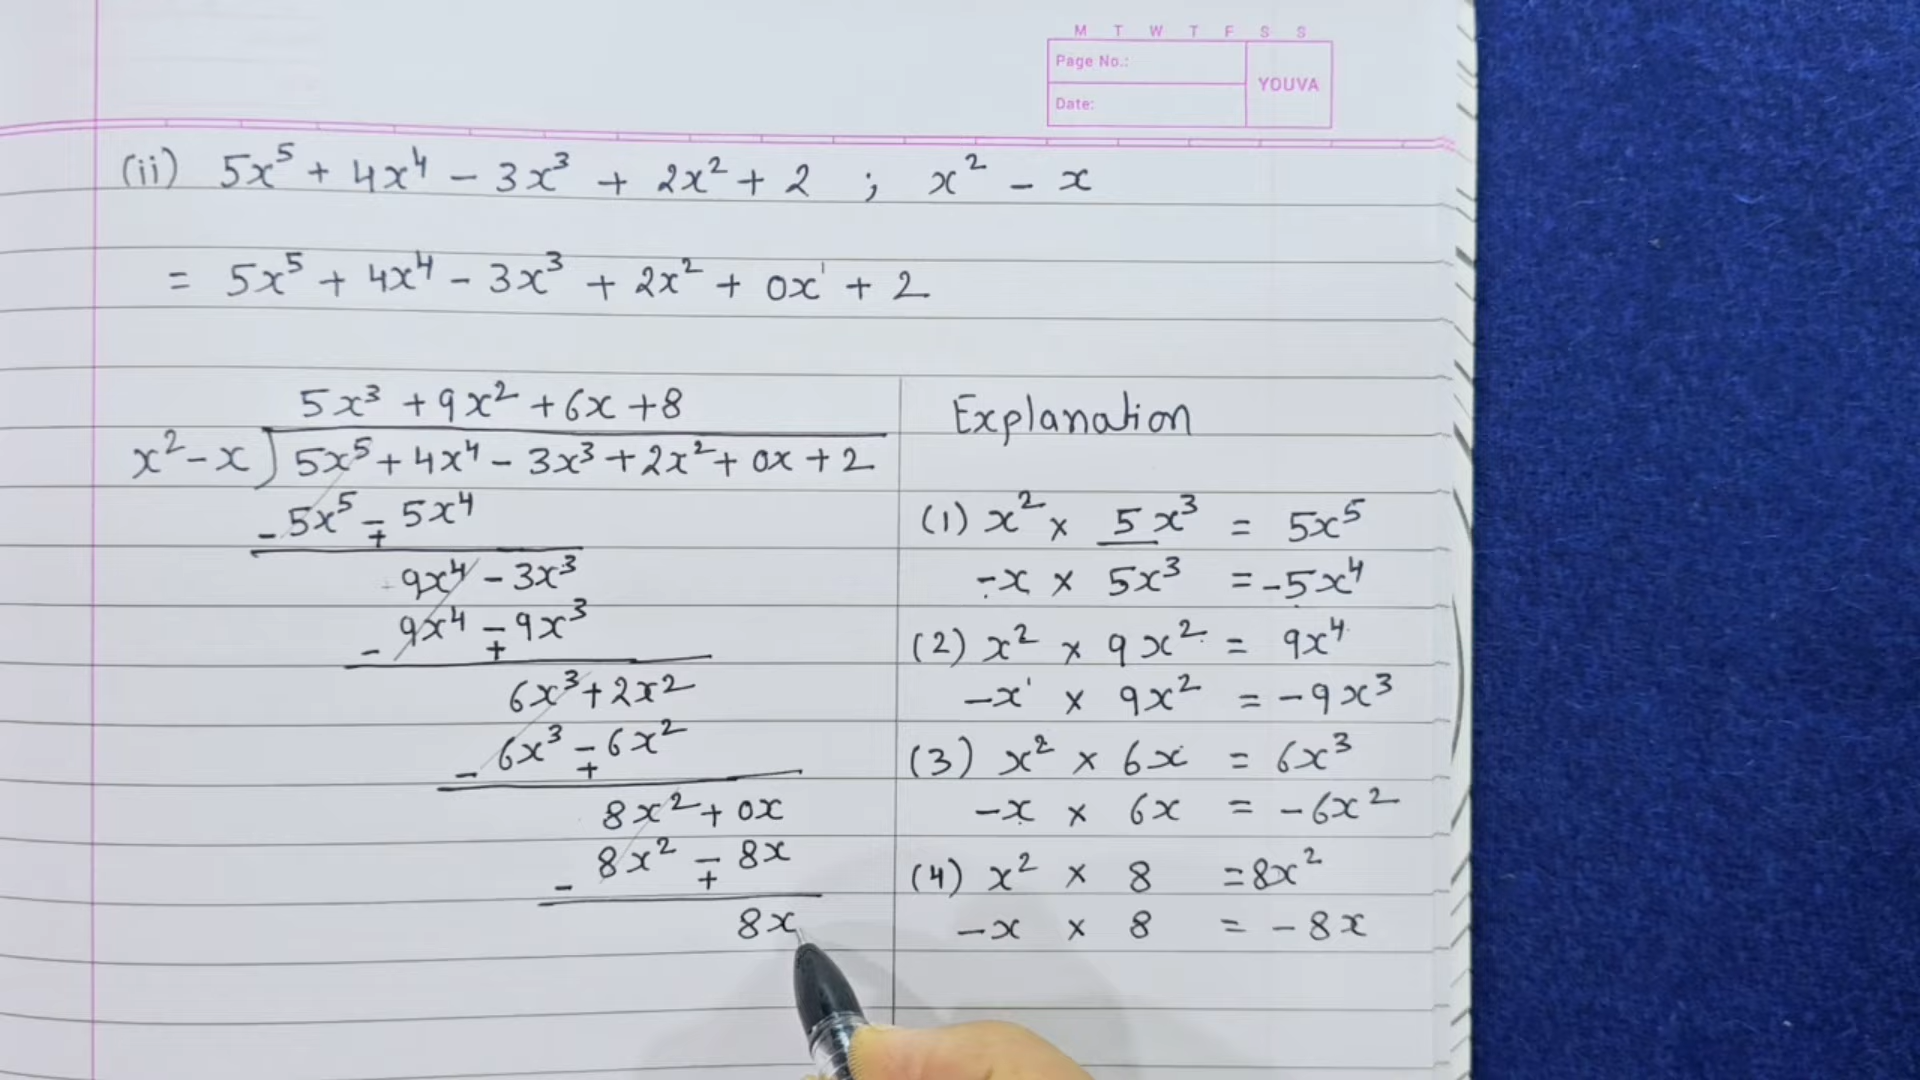 M T W T F S S
Page No.:
YOUVA
Date:
(ii) 5x⁵ + 4x⁴ - 3x³ + 2x² + 2 ; x² - x
= 5x⁵ + 4x⁴ - 3x³ + 2x² + 0x¹ + 2
5x³ + 9x² + 6x + 8
x² - x ) 5x⁵ + 4x⁴ - 3x³ + 2x² + 0x + 2
5x⁵ - 5x⁴
- +
9x⁴ - 3x³
9x⁴ - 9x³
- +
6x³ + 2x²
6x³ - 6x²
- +
8x² + 0x
8x² - 8x
- +
8x
Explanation
(1) x² × 5x³ = 5x⁵
-x × 5x³ = -5x⁴
(2) x² × 9x² = 9x⁴
-x¹ × 9x² = -9x³
(3) x² × 6x = 6x³
-x × 6x = -6x²
(4) x² × 8 = 8x²
-x × 8 = -8x